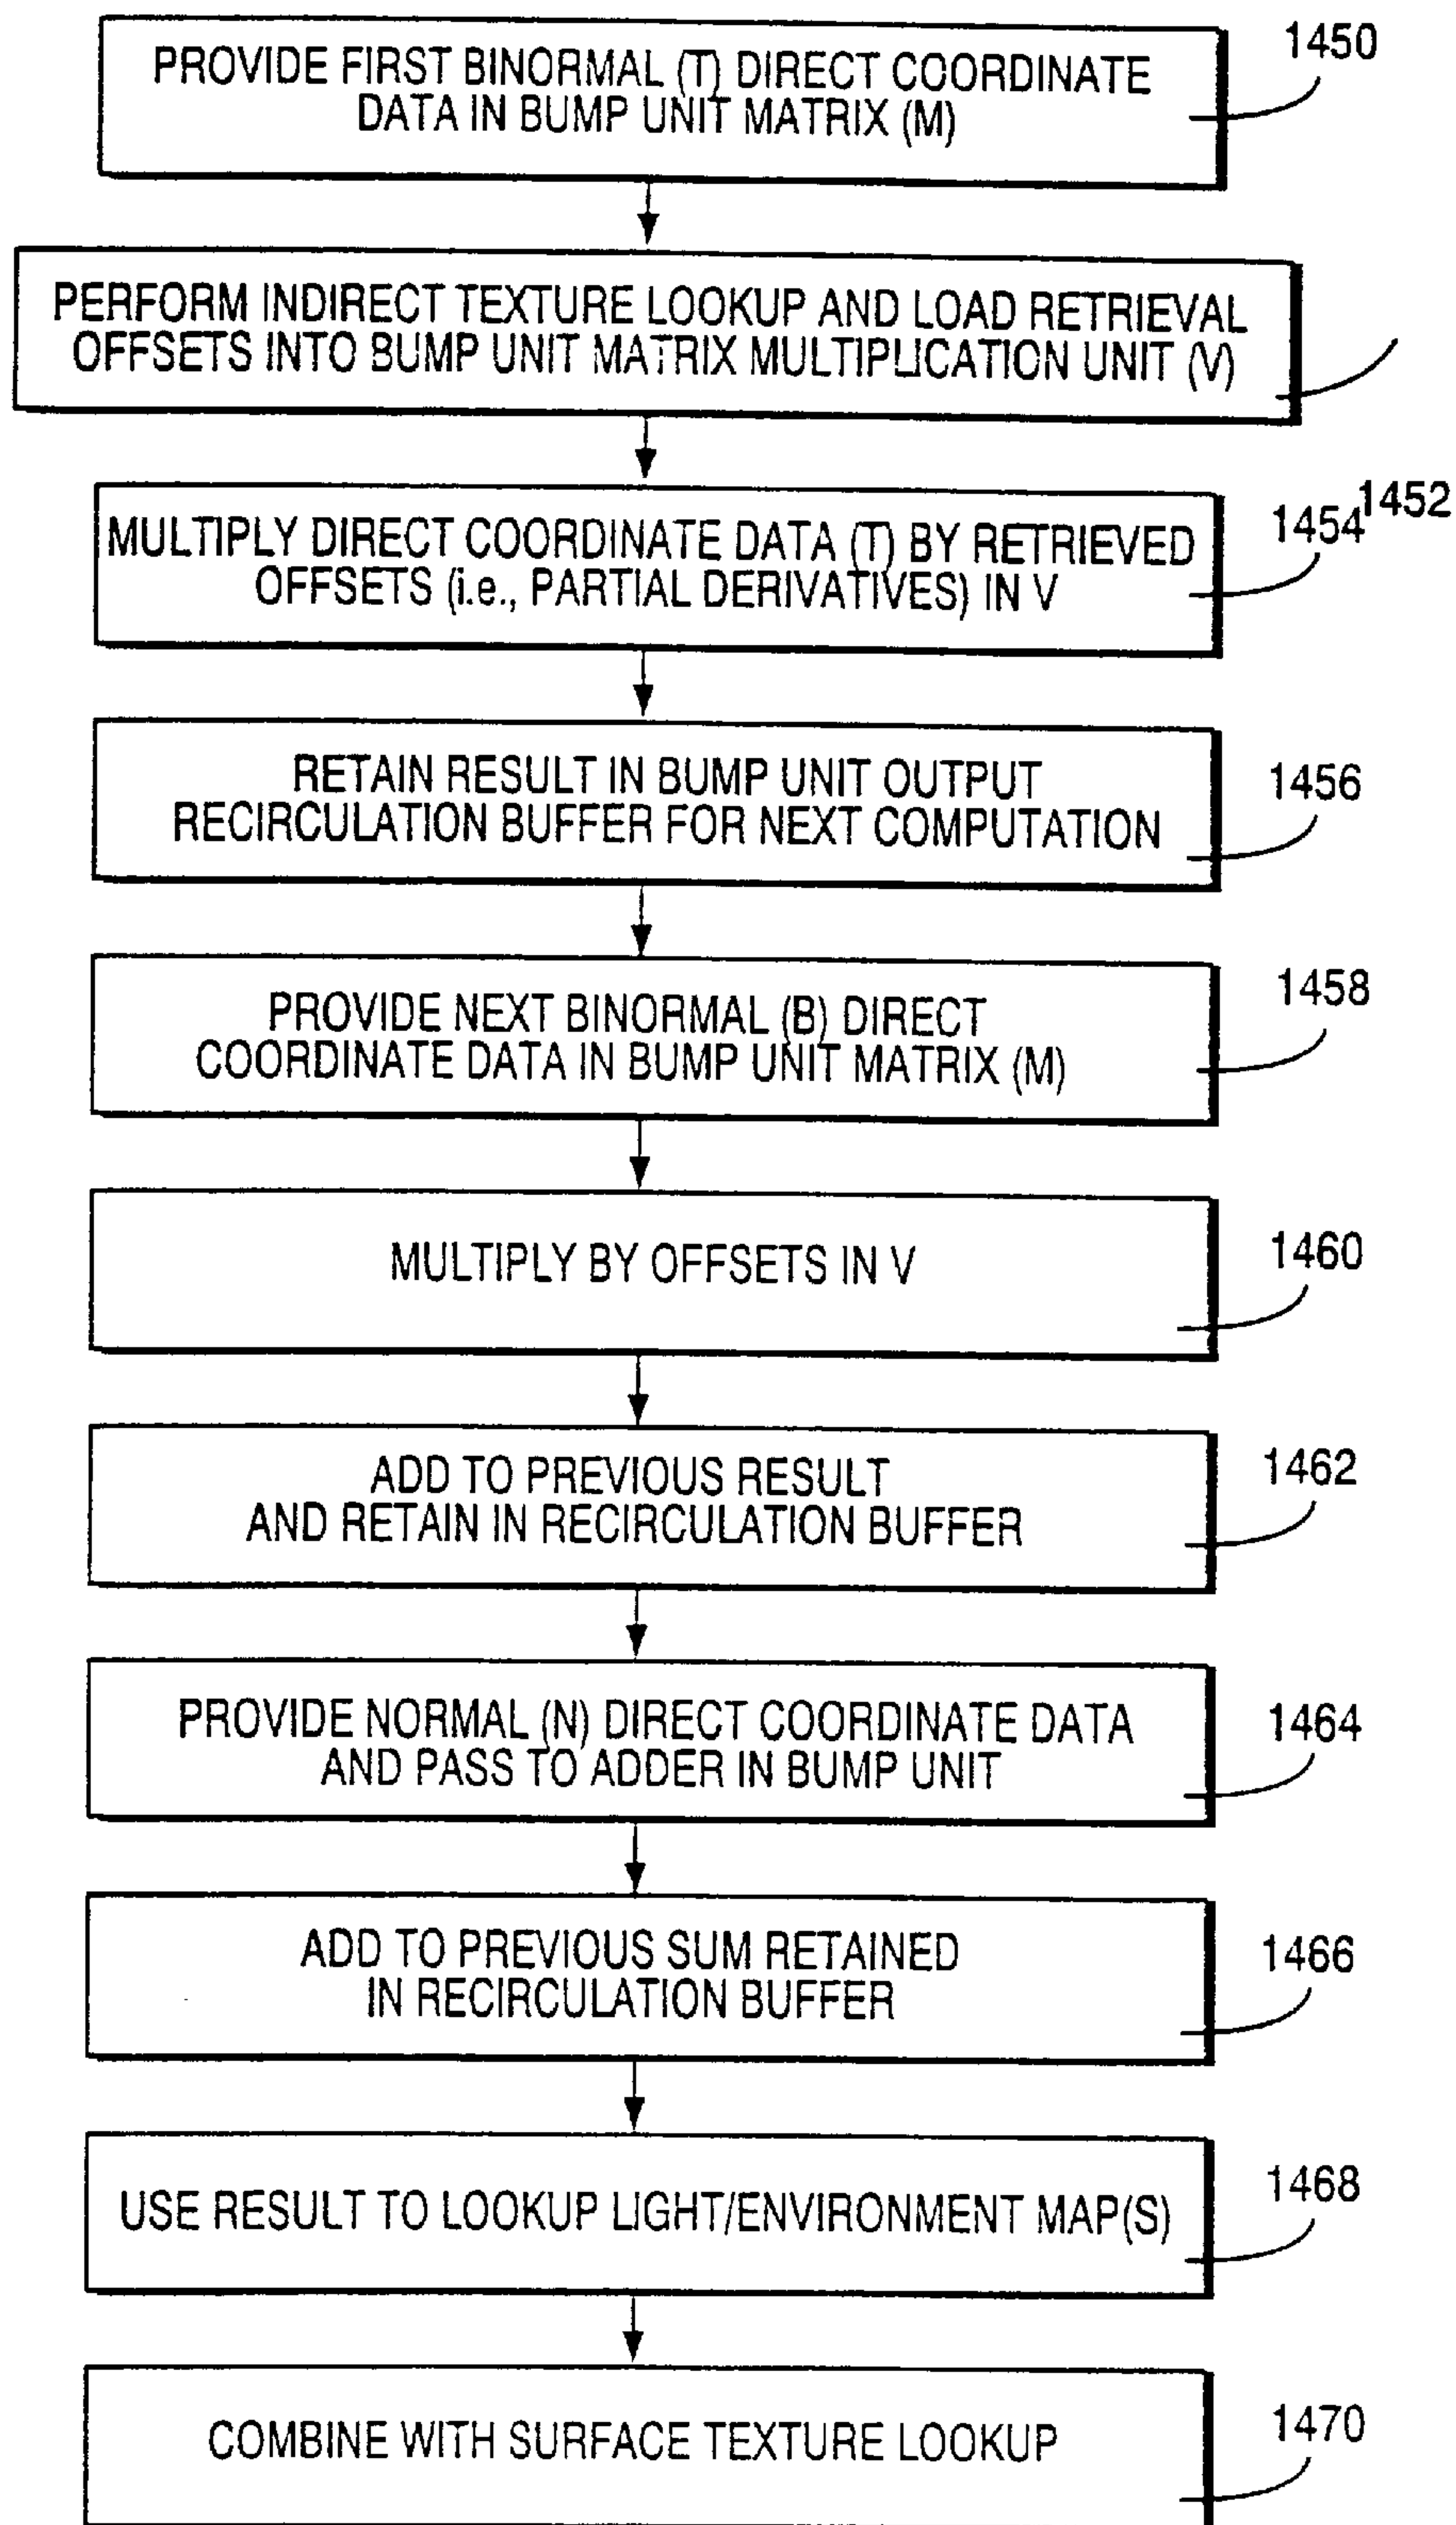 PROVIDE FIRST BINORMAL (T) DIRECT COORDINATE
DATA IN BUMP UNIT MATRIX (M)
1450
PERFORM INDIRECT TEXTURE LOOKUP AND LOAD RETRIEVAL
OFFSETS INTO BUMP UNIT MATRIX MULTIPLICATION UNIT (V)
1452
MULTIPLY DIRECT COORDINATE DATA (T) BY RETRIEVED
OFFSETS (i.e., PARTIAL DERIVATIVES) IN V
1454
RETAIN RESULT IN BUMP UNIT OUTPUT
RECIRCULATION BUFFER FOR NEXT COMPUTATION
1456
PROVIDE NEXT BINORMAL (B) DIRECT
COORDINATE DATA IN BUMP UNIT MATRIX (M)
1458
MULTIPLY BY OFFSETS IN V
1460
ADD TO PREVIOUS RESULT
AND RETAIN IN RECIRCULATION BUFFER
1462
PROVIDE NORMAL (N) DIRECT COORDINATE DATA
AND PASS TO ADDER IN BUMP UNIT
1464
ADD TO PREVIOUS SUM RETAINED
IN RECIRCULATION BUFFER
1466
USE RESULT TO LOOKUP LIGHT/ENVIRONMENT MAP(S)
1468
COMBINE WITH SURFACE TEXTURE LOOKUP
1470